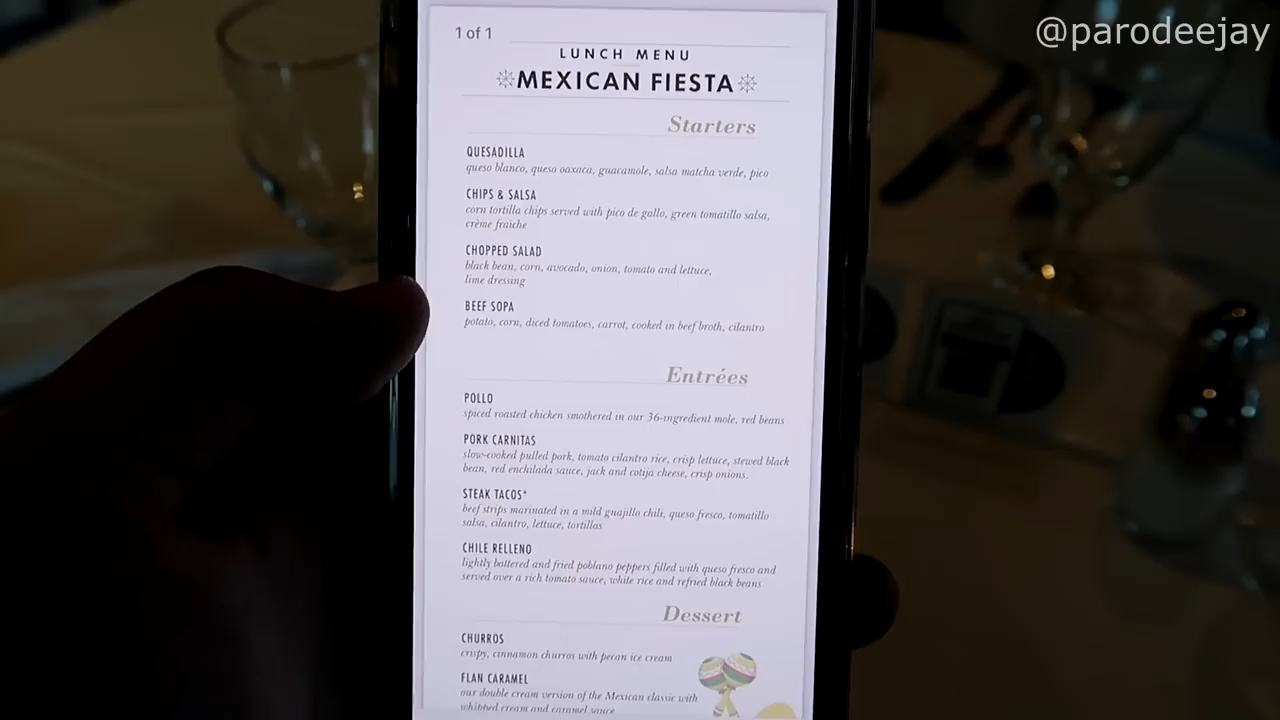 @parodeejay
1 of 1
LUNCH MENU
MEXICAN FIESTA
Starters
QUESADILLA
queso blanco, queso oaxaca, guacamole, salsa matcha verde, pico
CHIPS & SALSA
corn tortilla chips served with pico de gallo, green tomatillo salsa,
crème fraîche
CHOPPED SALAD
black bean, corn, avocado, onion, tomato and lettuce,
lime dressing
BEEF SOPA
potato, corn, diced tomatoes, carrot, cooked in beef broth, cilantro
Entrées
POLLO
spiced roasted chicken smothered in our 36-ingredient mole, red beans
PORK CARNITAS
slow-cooked pulled pork, tomato cilantro rice, crisp lettuce, stewed black
bean, red enchilada sauce, jack and cotija cheese, crisp onions.
STEAK TACOS*
beef strips marinated in a mild guajillo chili, queso fresco, tomatillo
salsa, cilantro, lettuce, tortillas
CHILE RELLENO
lightly battered and fried poblano peppers filled with queso fresco and
served over a rich tomato sauce, white rice and refried black beans
Dessert
CHURROS
crispy, cinnamon churros with pecan ice cream
FLAN CARAMEL
our double cream version of the Mexican classic with
whipped cream and caramel sauce